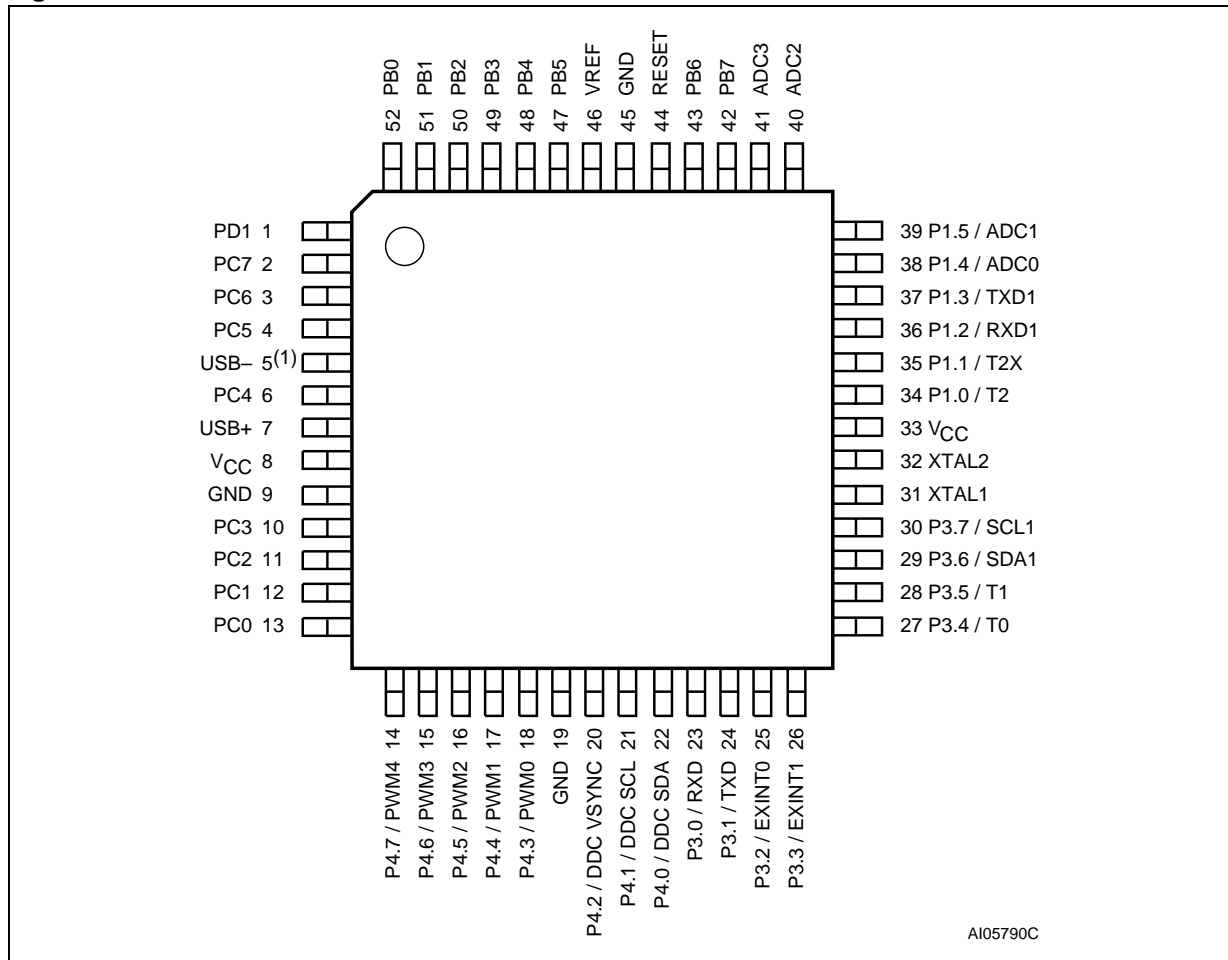 52 PB0
51 PB1
50 PB2
49 PB3
48 PB4
47 PB5
46 VREF
45 GND
44 RESET
43 PB6
42 PB7
41 ADC3
40 ADC2
PD1 1
PC7 2
PC6 3
PC5 4
USB– 5(1)
PC4 6
USB+ 7
VCC 8
GND 9
PC3 10
PC2 11
PC1 12
PC0 13
39 P1.5 / ADC1
38 P1.4 / ADC0
37 P1.3 / TXD1
36 P1.2 / RXD1
35 P1.1 / T2X
34 P1.0 / T2
33 VCC
32 XTAL2
31 XTAL1
30 P3.7 / SCL1
29 P3.6 / SDA1
28 P3.5 / T1
27 P3.4 / T0
P4.7 / PWM4 14
P4.6 / PWM3 15
P4.5 / PWM2 16
P4.4 / PWM1 17
P4.3 / PWM0 18
GND 19
P4.2 / DDC VSYNC 20
P4.1 / DDC SCL 21
P4.0 / DDC SDA 22
P3.0 / RXD 23
P3.1 / TXD 24
P3.2 / EXINT0 25
P3.3 / EXINT1 26
AI05790C